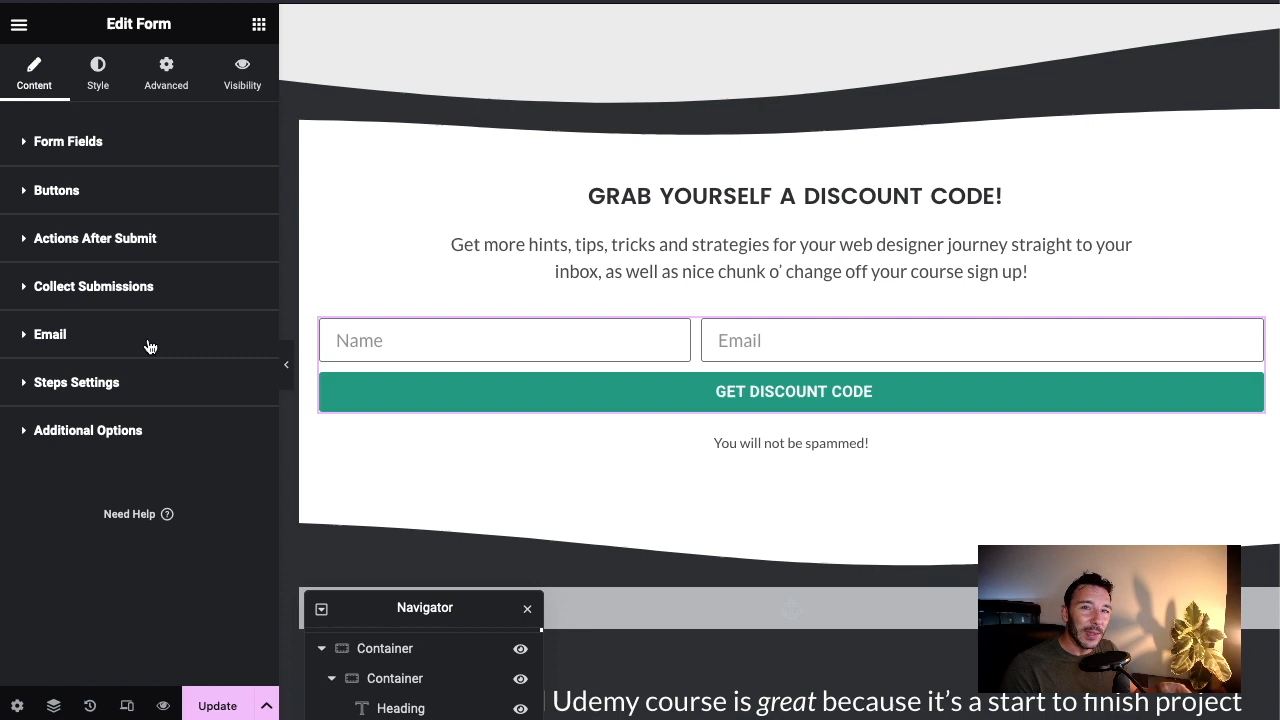 Edit Form
Content
Style
Advanced
Visibility
Form Fields
Buttons
Actions After Submit
Collect Submissions
Email
Steps Settings
Additional Options
Need Help ?
Update
GRAB YOURSELF A DISCOUNT CODE!
Get more hints, tips, tricks and strategies for your web designer journey straight to your
inbox, as well as nice chunk o' change off your course sign up!
Name
Email
GET DISCOUNT CODE
You will not be spammed!
Navigator
Container
Container
Heading
Udemy course is great because it's a start to finish project